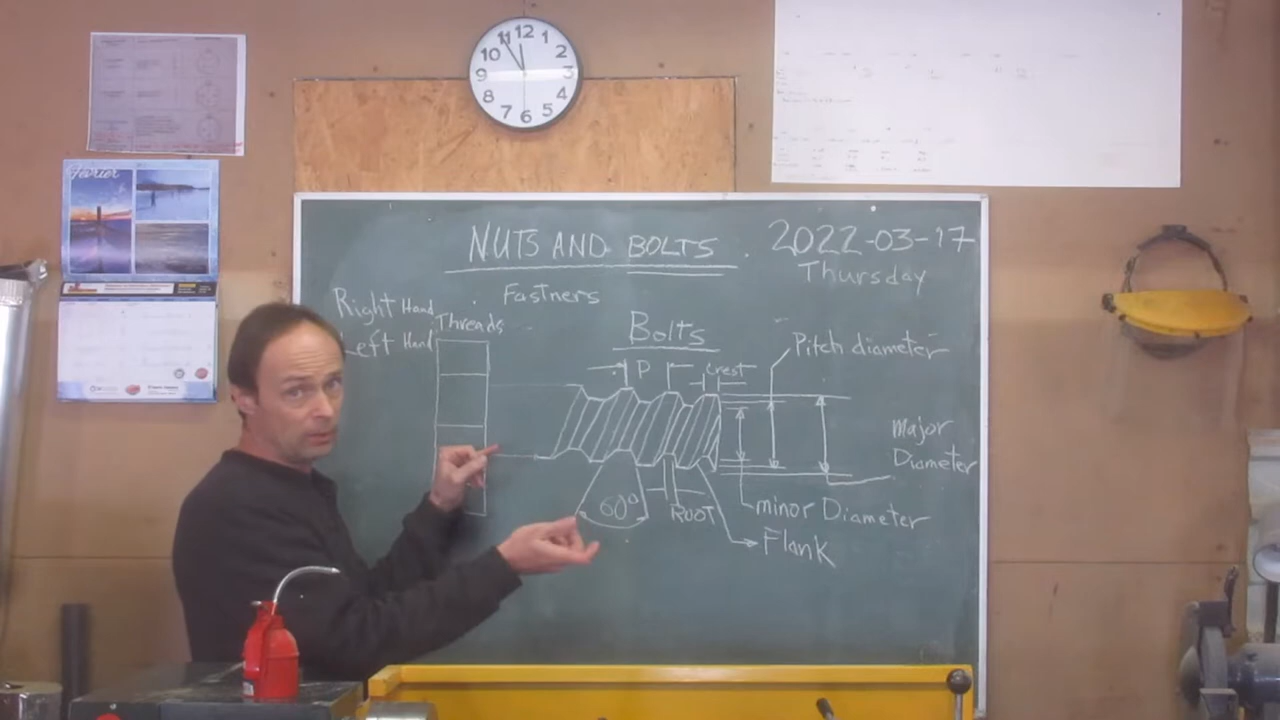 12
11 1
10 2
9 3
8 4
7 5
6
Février
NUTS AND BOLTS.
2022-03-17
Thursday
Fastners
Right Hand
Left Hand
Threads
Bolts
P
Crest
Pitch diameter
Major
Diameter
60°
ROOT
minor Diameter
Flank